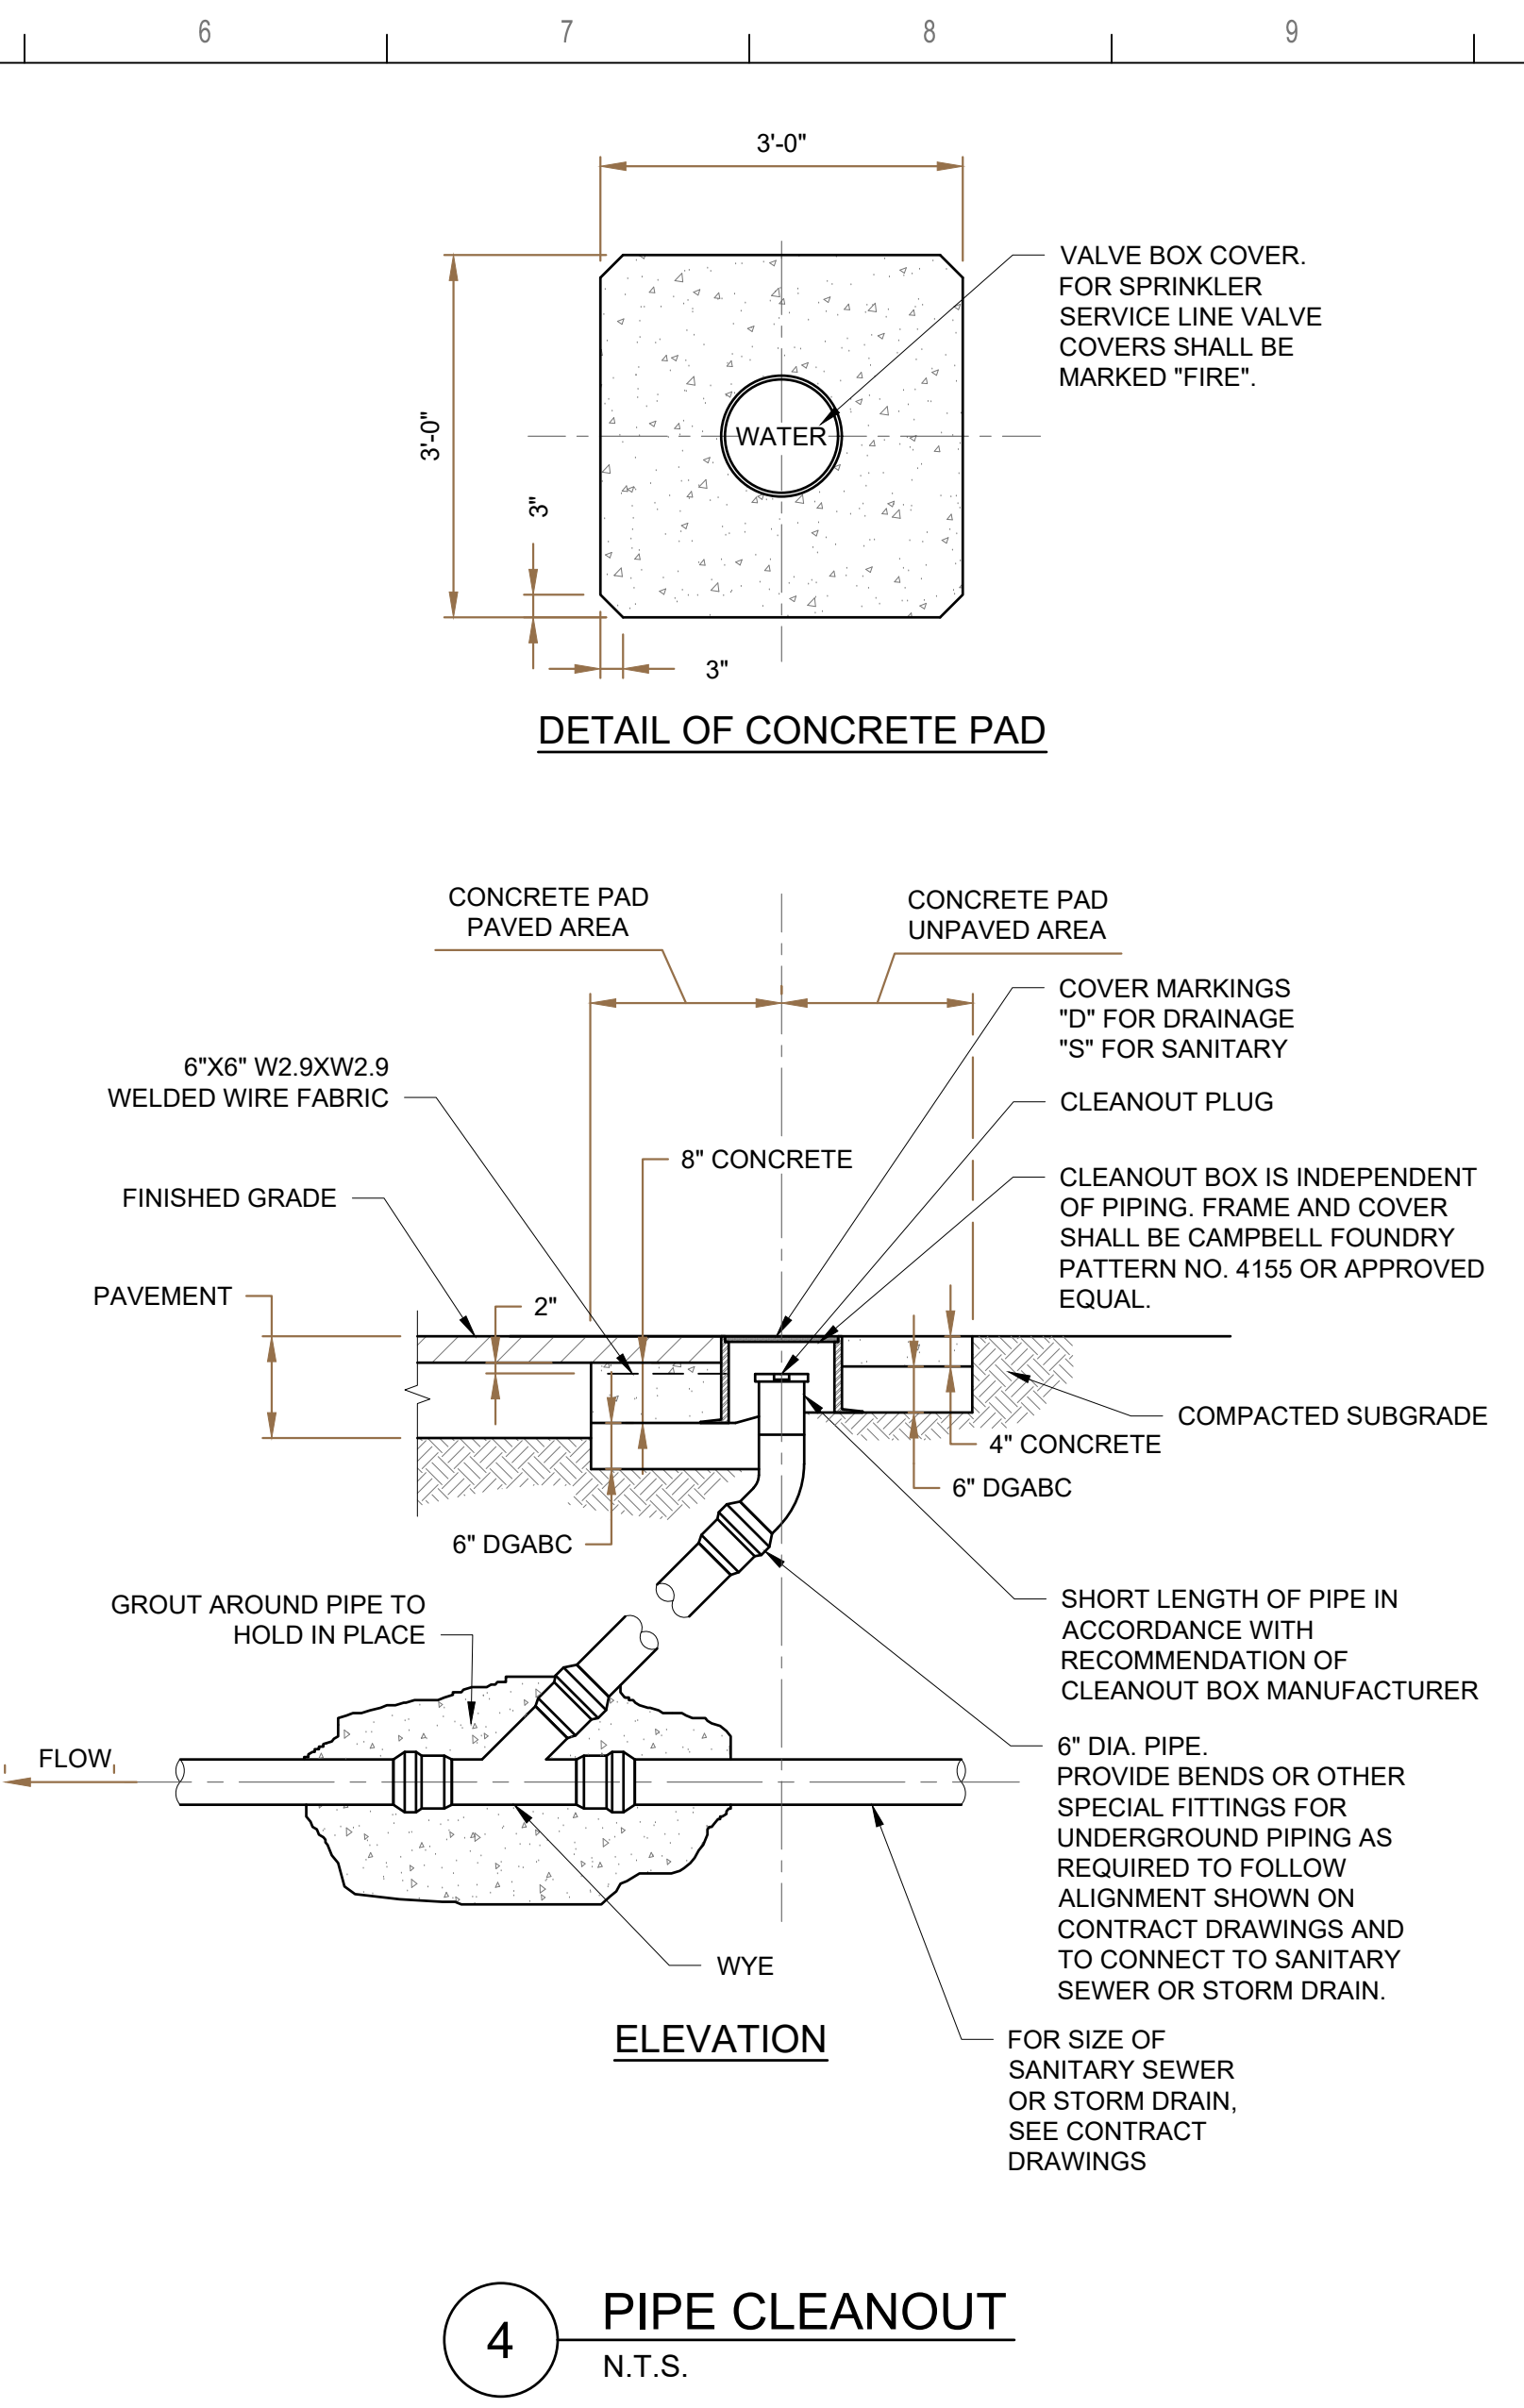 6 7 8 9
3'-0"
VALVE BOX COVER.
FOR SPRINKLER
SERVICE LINE VALVE
COVERS SHALL BE
MARKED "FIRE".
3'-0"
WATER
3"
3"
DETAIL OF CONCRETE PAD
CONCRETE PAD
PAVED AREA
CONCRETE PAD
UNPAVED AREA
COVER MARKINGS
"D" FOR DRAINAGE
"S" FOR SANITARY
6"X6" W2.9XW2.9
WELDED WIRE FABRIC
CLEANOUT PLUG
8" CONCRETE
CLEANOUT BOX IS INDEPENDENT
OF PIPING. FRAME AND COVER
SHALL BE CAMPBELL FOUNDRY
PATTERN NO. 4155 OR APPROVED
EQUAL.
FINISHED GRADE
PAVEMENT
2"
COMPACTED SUBGRADE
4" CONCRETE
6" DGABC
6" DGABC
GROUT AROUND PIPE TO
HOLD IN PLACE
SHORT LENGTH OF PIPE IN
ACCORDANCE WITH
RECOMMENDATION OF
CLEANOUT BOX MANUFACTURER
FLOW
6" DIA. PIPE.
PROVIDE BENDS OR OTHER
SPECIAL FITTINGS FOR
UNDERGROUND PIPING AS
REQUIRED TO FOLLOW
ALIGNMENT SHOWN ON
CONTRACT DRAWINGS AND
TO CONNECT TO SANITARY
SEWER OR STORM DRAIN.
WYE
ELEVATION
FOR SIZE OF
SANITARY SEWER
OR STORM DRAIN,
SEE CONTRACT
DRAWINGS
4
PIPE CLEANOUT
N.T.S.